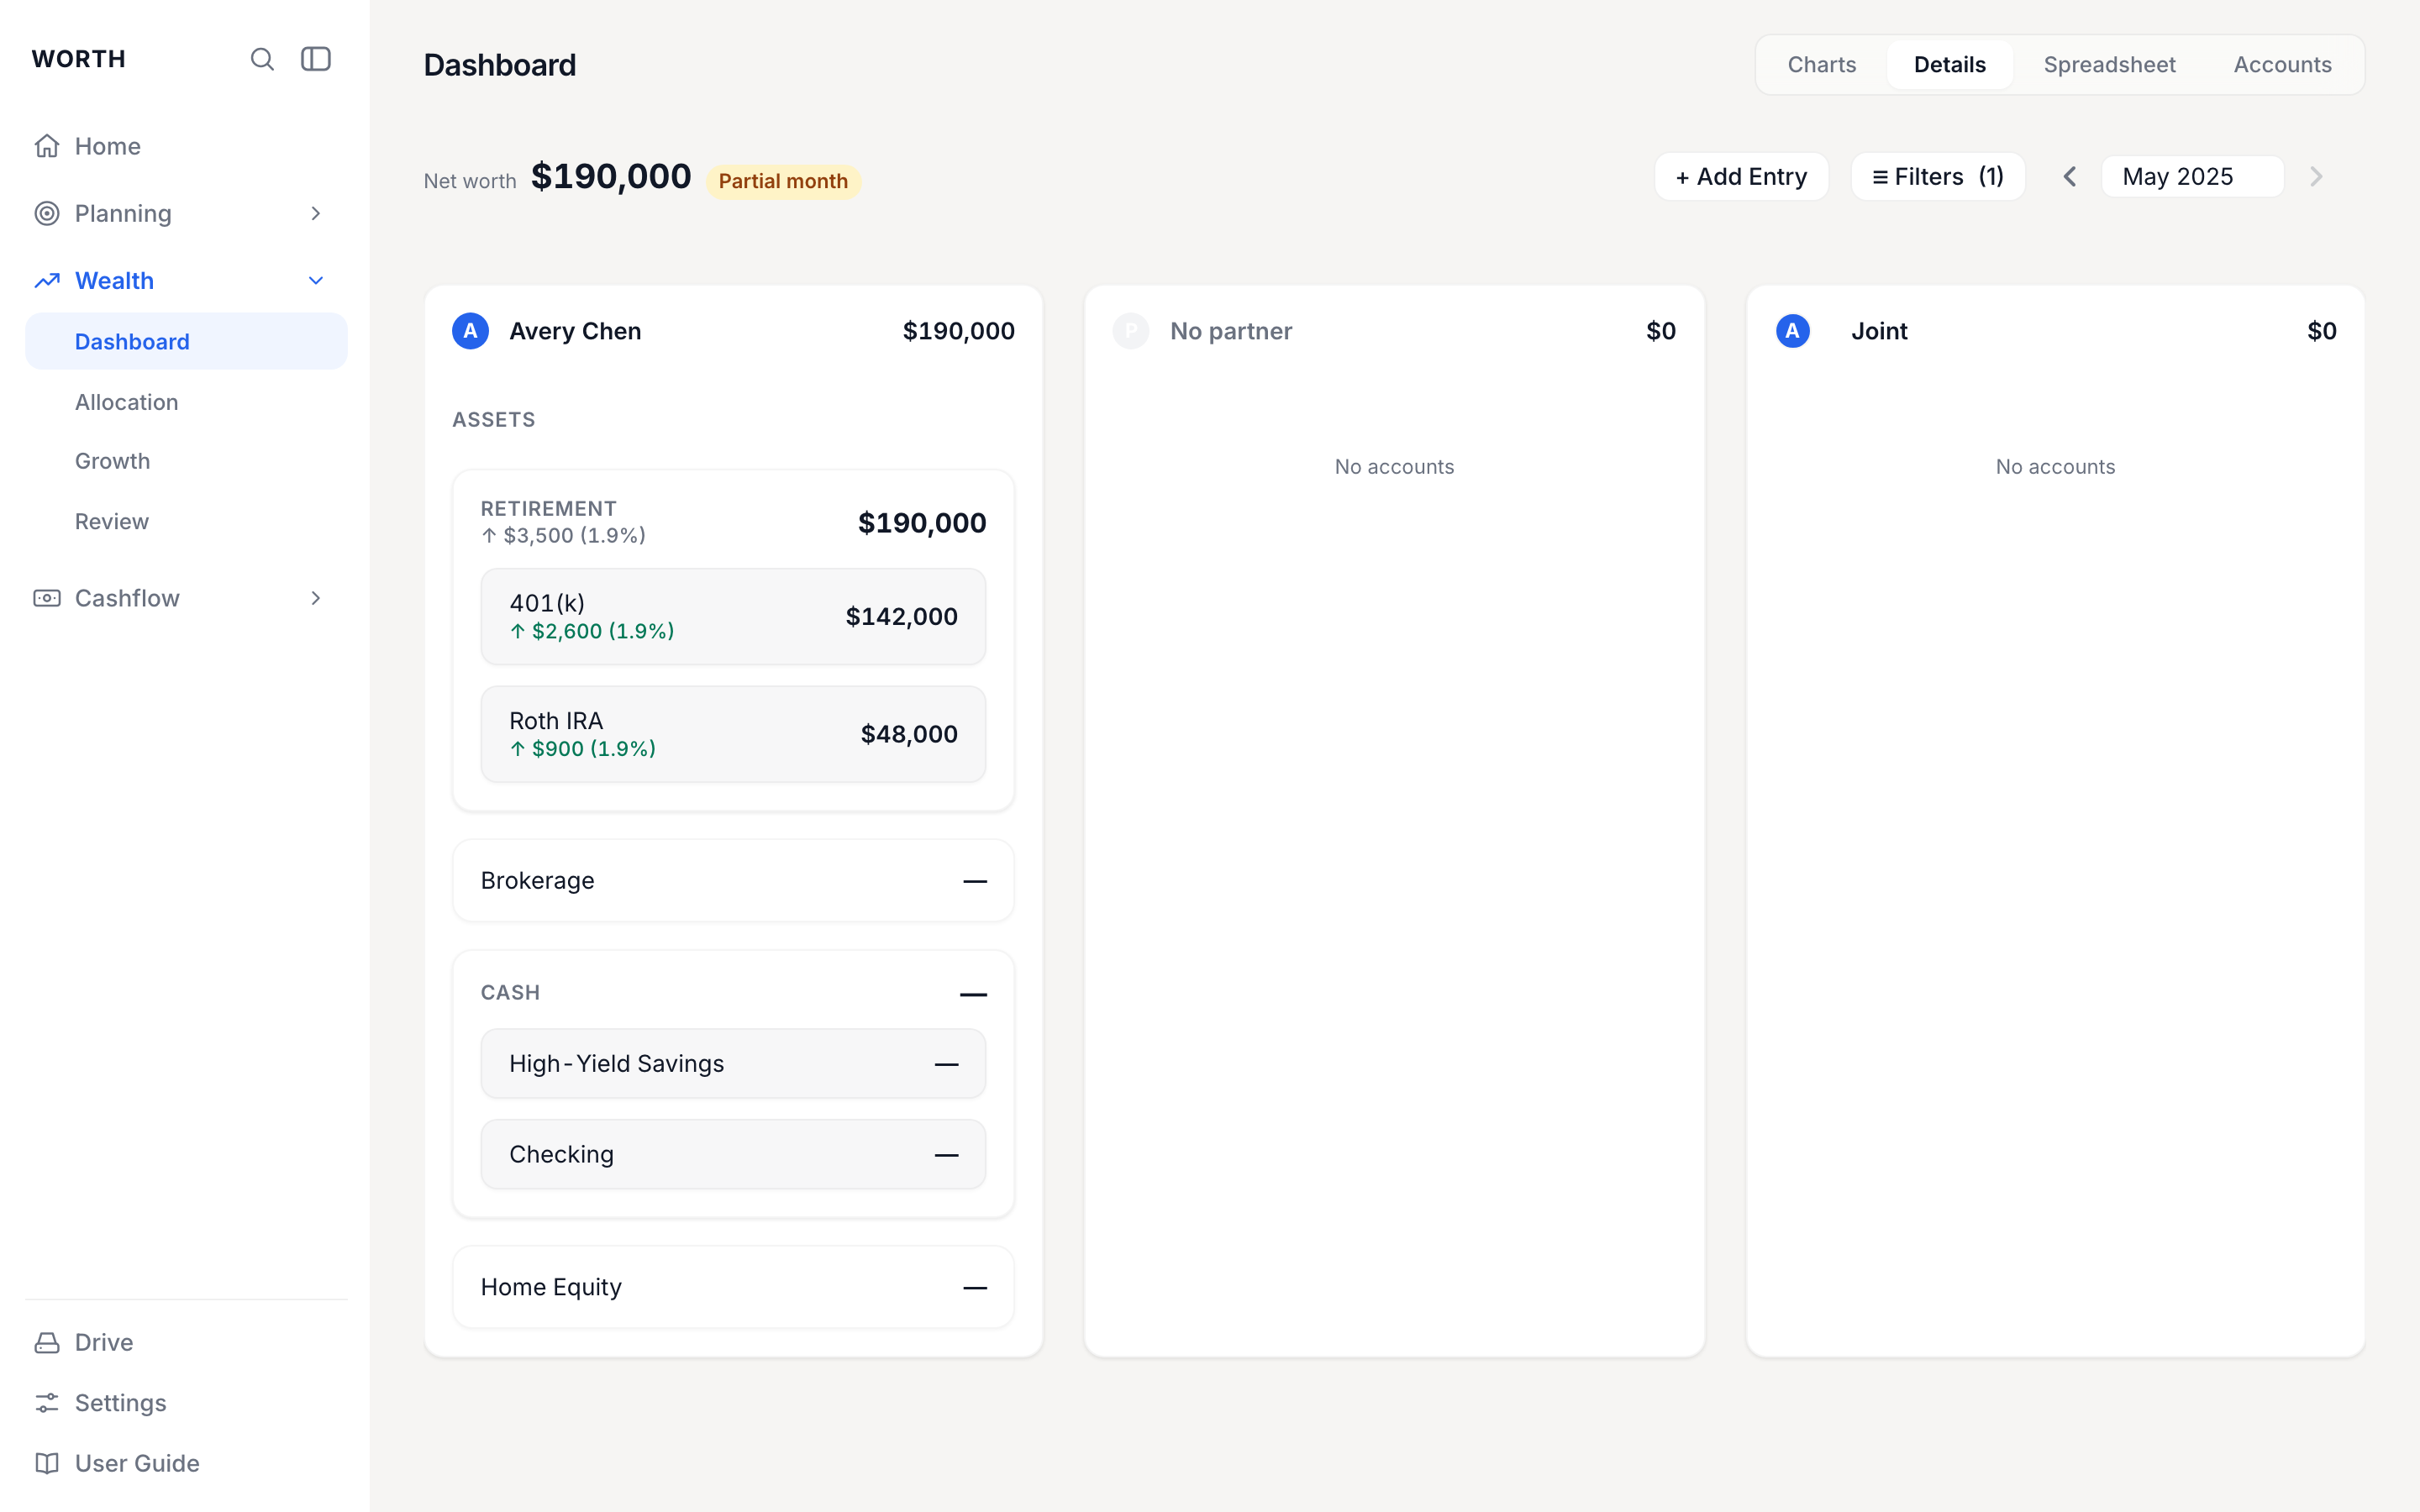 WORTH
Home
Planning
Wealth
Dashboard
Allocation
Growth
Review
Cashflow
Drive
Settings
User Guide
Dashboard
Charts
Details
Spreadsheet
Accounts
Net worth $190,000 Partial month
+ Add Entry
Filters (1)
May 2025
A Avery Chen $190,000
ASSETS
RETIREMENT
↑ $3,500 (1.9%)
$190,000
401(k)
↑ $2,600 (1.9%)
$142,000
Roth IRA
↑ $900 (1.9%)
$48,000
Brokerage —
CASH —
High-Yield Savings —
Checking —
Home Equity —
P No partner $0
No accounts
A Joint $0
No accounts